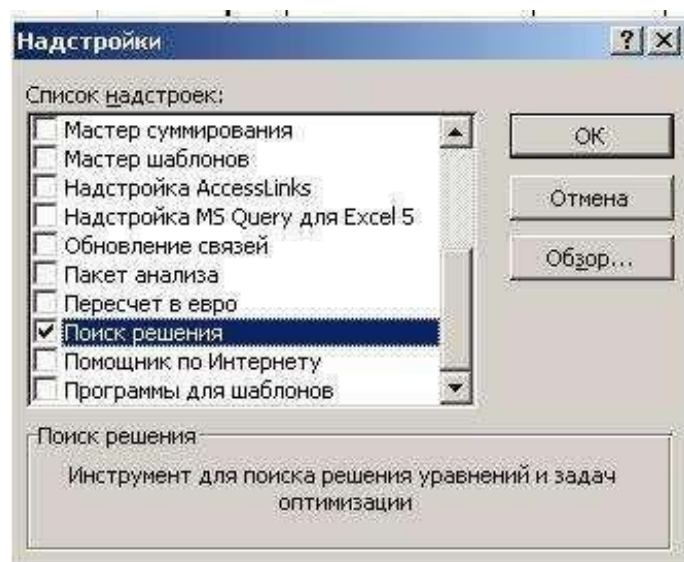 Надстройки
Список надстроек:
Мастер суммирования
Мастер шаблонов
Надстройка AccessLinks
Надстройка MS Query для Excel 5
Обновление связей
Пакет анализа
Пересчет в евро
Поиск решения
Помощник по Интернету
Программы для шаблонов
ОК
Отмена
Обзор...
Поиск решения
Инструмент для поиска решения уравнений и задач
оптимизации